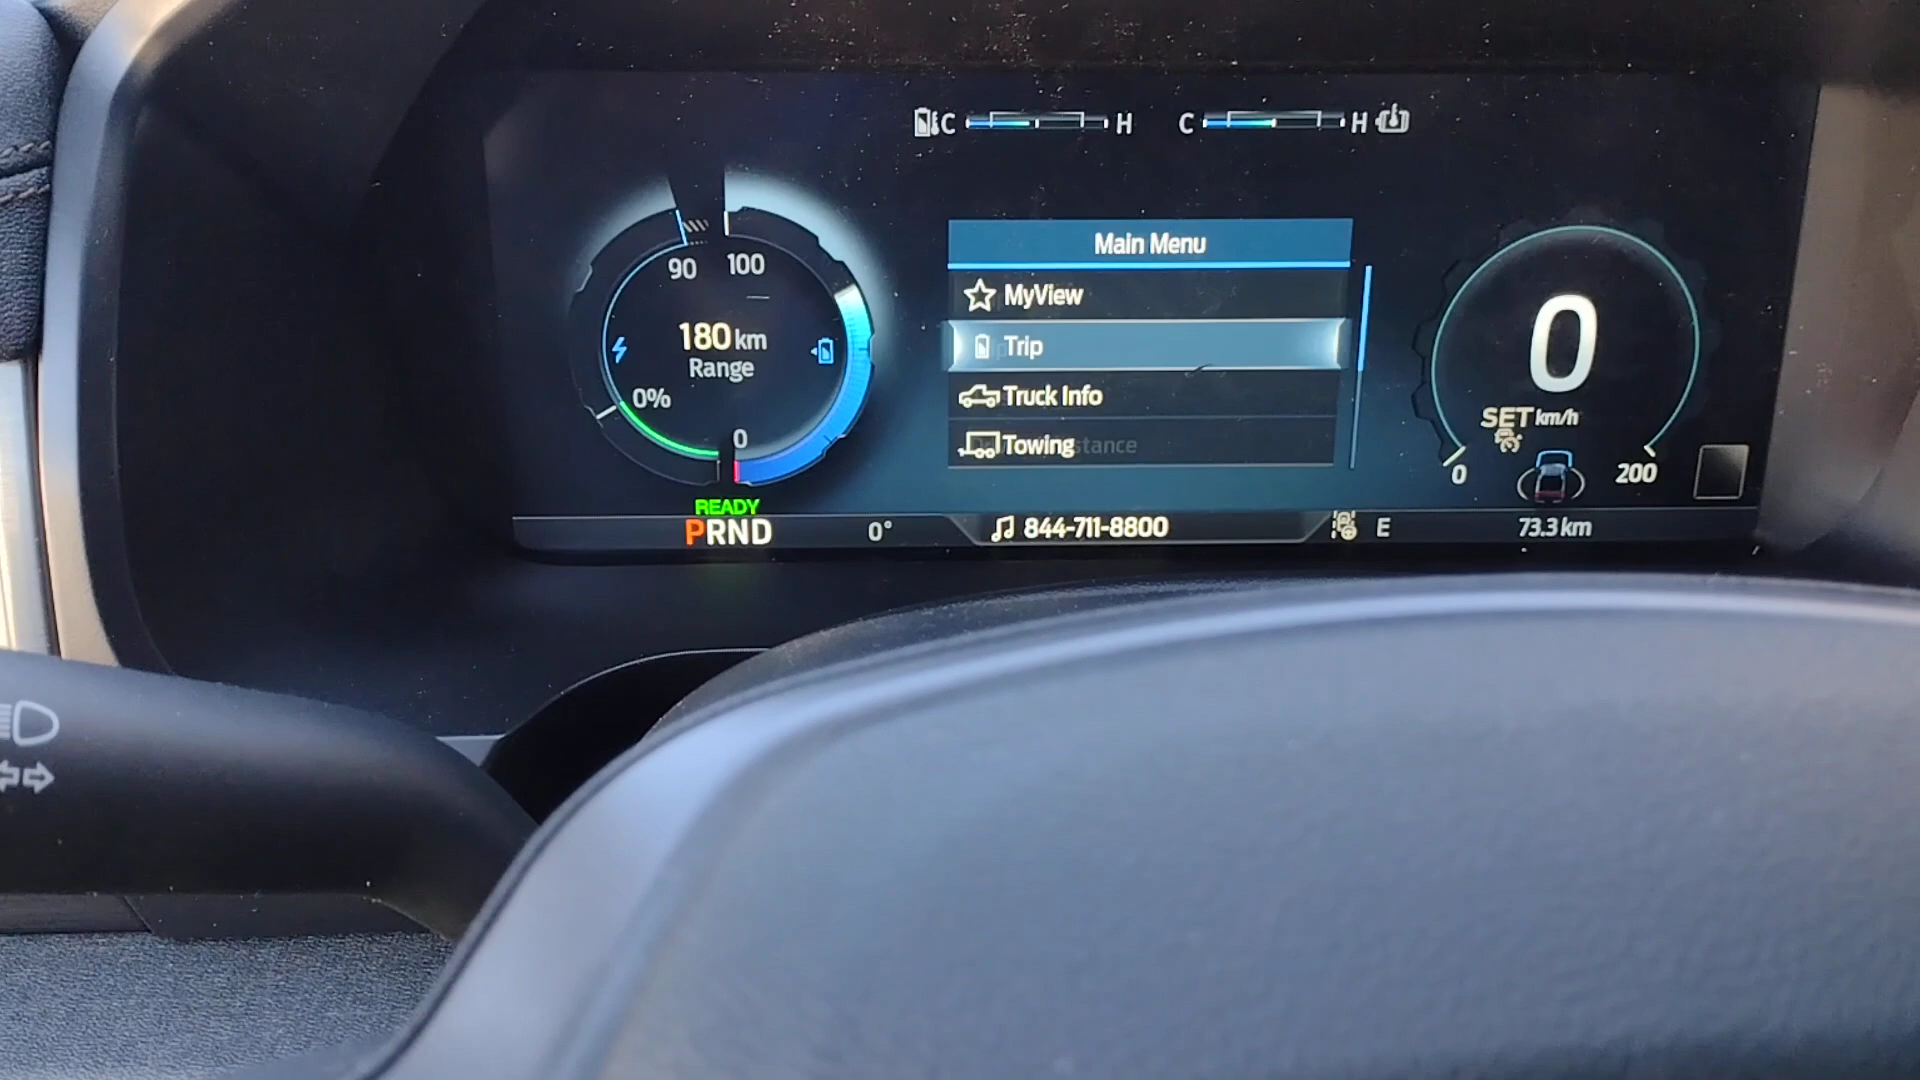 C H C H
90 100
180 km
Range
0%
0
READY
PRND
0°
Main Menu
MyView
Trip
Truck Info
Towing
844-711-8800
0
SET km/h
0 200
E
73.3 km